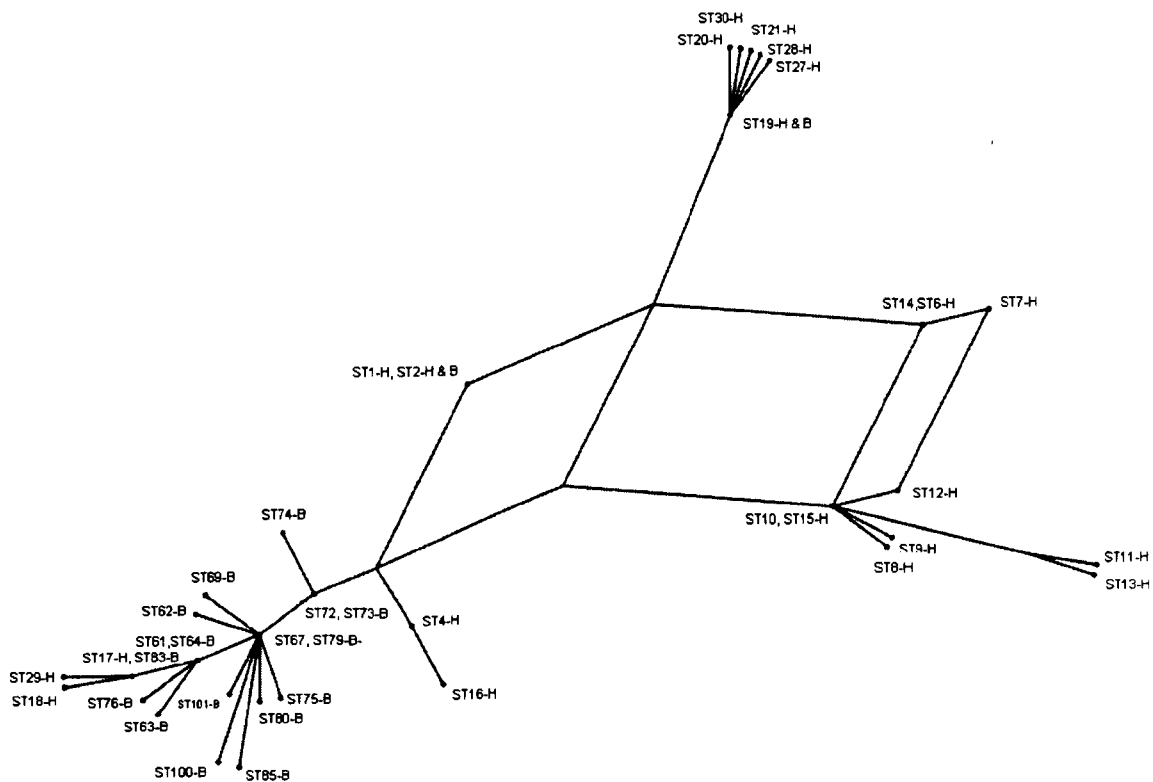 ST30-H
ST21-H
ST20-H
ST28-H
ST27-H
ST19-H & B
ST14,ST6-H
ST7-H
ST1-H, ST2-H & B
ST12-H
ST10, ST15-H
ST9-H
ST8-H
ST11-H
ST13-H
ST74-B
ST69-B
ST62-B
ST72, ST73-B
ST4-H
ST61,ST64-B
ST67, ST79-B-
ST17-H, ST83-B
ST29-H
ST18-H
ST76-B
ST101-B
ST75-B
ST16-H
ST63-B
ST80-B
ST100-B
ST85-B